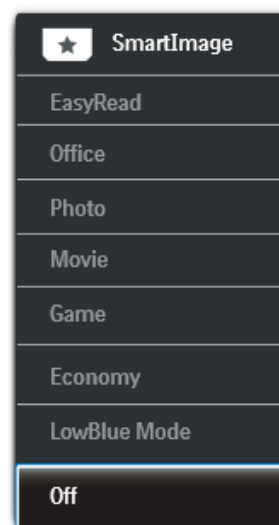 SmartImage
EasyRead
Office
Photo
Movie
Game
Economy
LowBlue Mode
Off